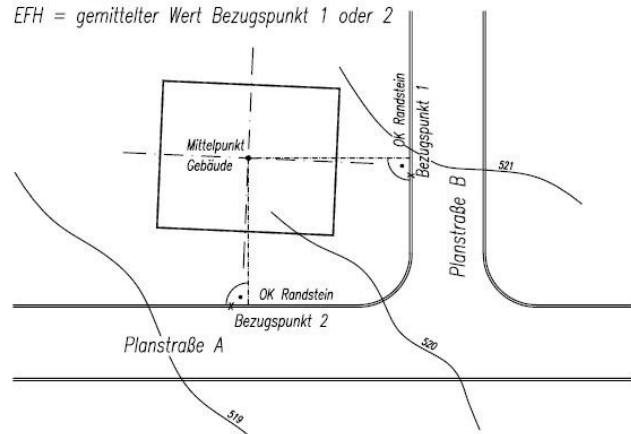 EFH = gemittelter Wert Bezugspunkt 1 oder 2
OK Randstein
Bezugspunkt 1
Mittelpunkt
Gebäude
521
Planstraße B
OK Randstein
Bezugspunkt 2
Planstraße A
520
519